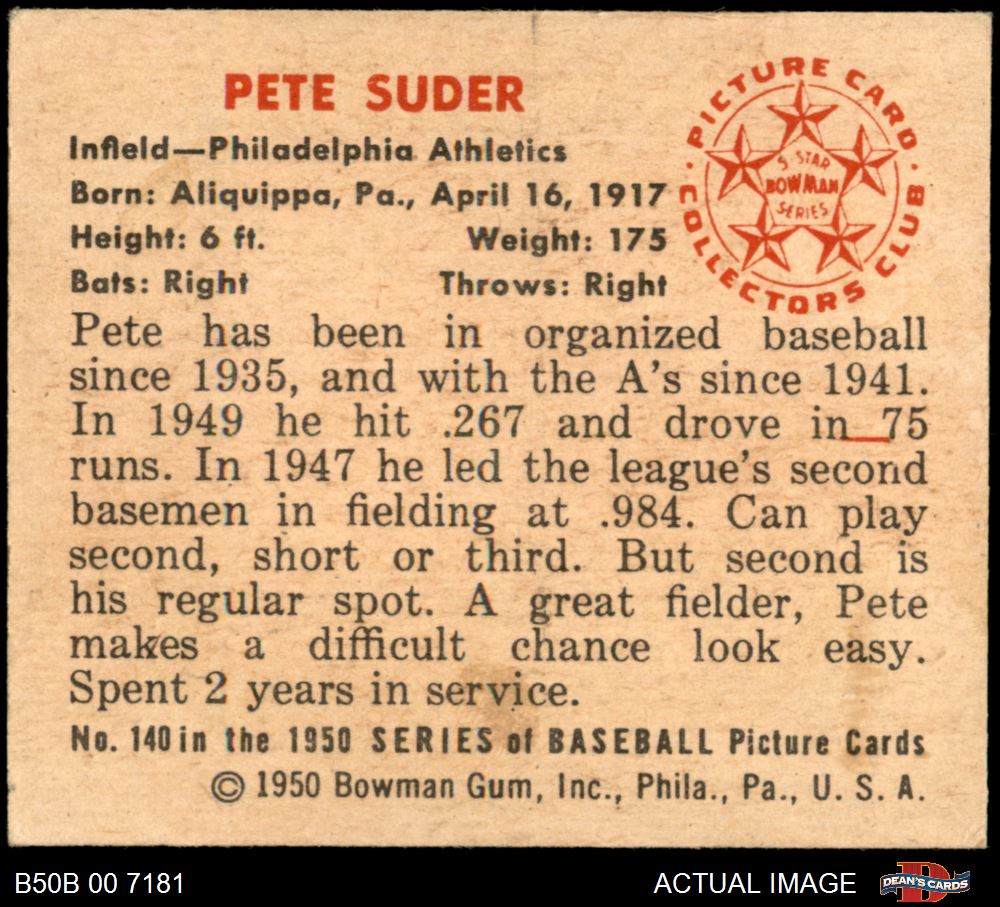 PETE SUDER
Infield—Philadelphia Athletics
Born: Aliquippa, Pa., April 16, 1917
Height: 6 ft. Weight: 175
Bats: Right Throws: Right
PICTURE CARD COLLECTORS CLUB
5-STAR
BOWMAN
SERIES
Pete has been in organized baseball
since 1935, and with the A's since 1941.
In 1949 he hit .267 and drove in 75
runs. In 1947 he led the league's second
basemen in fielding at .984. Can play
second, short or third. But second is
his regular spot. A great fielder, Pete
makes a difficult chance look easy.
Spent 2 years in service.
No. 140 in the 1950 SERIES of BASEBALL Picture Cards
© 1950 Bowman Gum, Inc., Phila., Pa., U. S. A.
B50B 00 7181
ACTUAL IMAGE
D
DEAN'S CARDS